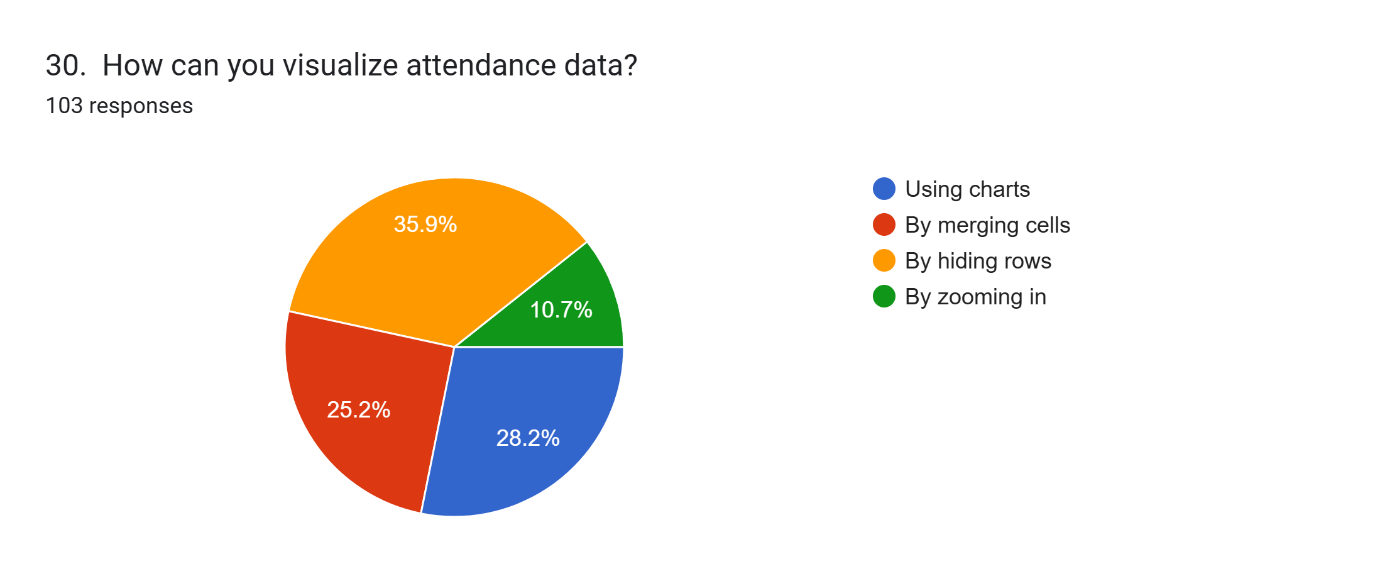 30. How can you visualize attendance data?
103 responses
35.9%
10.7%
25.2%
28.2%
Using charts
By merging cells
By hiding rows
By zooming in